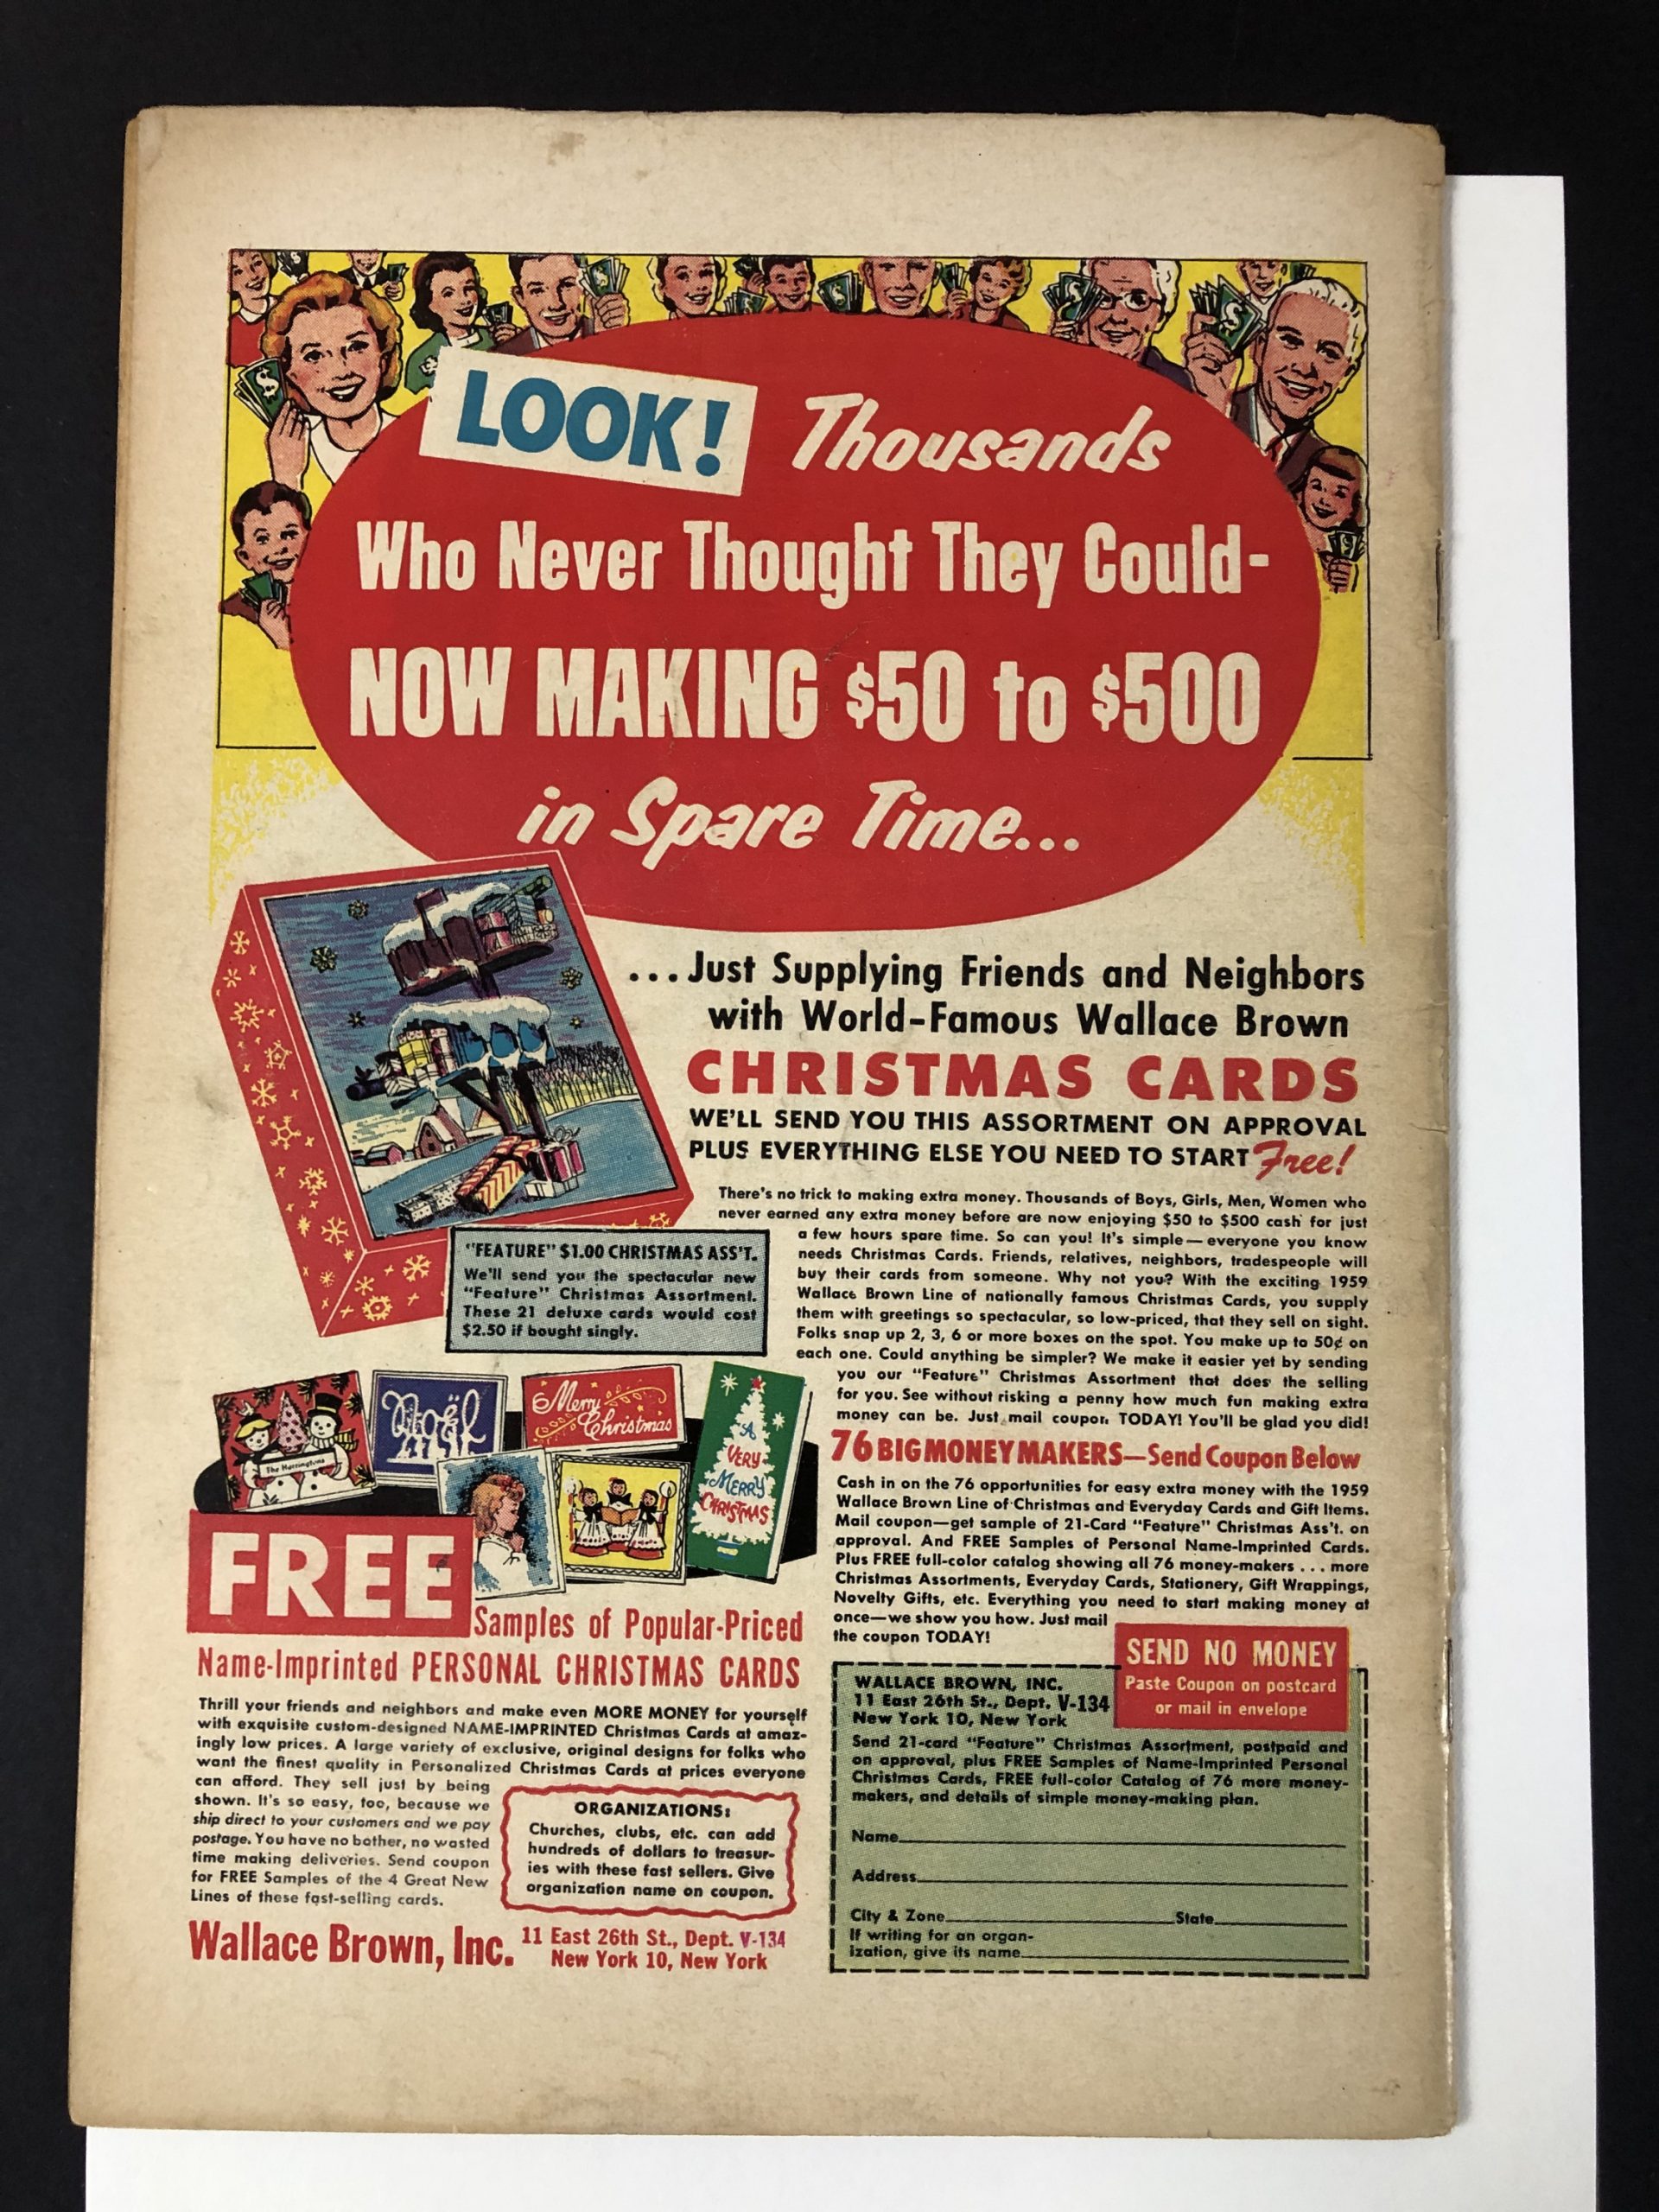 LOOK! Thousands
Who Never Thought They Could-
NOW MAKING $50 to $500
in Spare Time...
...Just Supplying Friends and Neighbors
with World-Famous Wallace Brown
CHRISTMAS CARDS
WE'LL SEND YOU THIS ASSORTMENT ON APPROVAL
PLUS EVERYTHING ELSE YOU NEED TO START Free!
There's no trick to making extra money. Thousands of Boys, Girls, Men, Women who
never earned any extra money before are now enjoying $50 to $500 cash for just
a few hours spare time. So can you! It's simple—everyone you know
needs Christmas Cards. Friends, relatives, neighbors, tradespeople will
buy their cards from someone. Why not you? With the exciting 1959
Wallace Brown Line of nationally famous Christmas Cards, you supply
them with greetings so spectacular, so low-priced, that they sell on sight.
Folks snap up 2, 3, 6 or more boxes on the spot. You make up to 50¢ on
each one. Could anything be simpler? We make it easier yet by sending
you our "Feature" Christmas Assortment that does the selling
for you. See without risking a penny how much fun making extra
money can be. Just mail coupon TODAY! You'll be glad you did!
"FEATURE" $1.00 CHRISTMAS ASS'T.
We'll send you the spectacular new
"Feature" Christmas Assortment.
These 21 deluxe cards would cost
$2.50 if bought singly.
The Harringtons
Noël
Merry
Christmas
A
VERY
MERRY
CHRISTMAS
76 BIG MONEY MAKERS—Send Coupon Below
Cash in on the 76 opportunities for easy extra money with the 1959
Wallace Brown Line of Christmas and Everyday Cards and Gift Items.
Mail coupon—get sample of 21-Card "Feature" Christmas Ass't. on
approval. And FREE Samples of Personal Name-Imprinted Cards.
Plus FREE full-color catalog showing all 76 money-makers . . . more
Christmas Assortments, Everyday Cards, Stationery, Gift Wrappings,
Novelty Gifts, etc. Everything you need to start making money at
once—we show you how. Just mail
the coupon TODAY!
FREE
Samples of Popular-Priced
Name-Imprinted PERSONAL CHRISTMAS CARDS
Thrill your friends and neighbors and make even MORE MONEY for yourself
with exquisite custom-designed NAME-IMPRINTED Christmas Cards at amaz-
ingly low prices. A large variety of exclusive, original designs for folks who
want the finest quality in Personalized Christmas Cards at prices everyone
can afford. They sell just by being
shown. It's so easy, too, because we
ship direct to your customers and we pay
postage. You have no bother, no wasted
time making deliveries. Send coupon
for FREE Samples of the 4 Great New
Lines of these fast-selling cards.
ORGANIZATIONS:
Churches, clubs, etc. can add
hundreds of dollars to treasur-
ies with these fast sellers. Give
organization name on coupon.
Wallace Brown, Inc. 11 East 26th St., Dept. V-134
New York 10, New York
SEND NO MONEY
Paste Coupon on postcard
or mail in envelope
WALLACE BROWN, INC.
11 East 26th St., Dept. V-134
New York 10, New York
Send 21-card "Feature" Christmas Assortment, postpaid and
on approval, plus FREE Samples of Name-Imprinted Personal
Christmas Cards, FREE full-color Catalog of 76 more money-
makers, and details of simple money-making plan.
Name
Address
City & Zone State
If writing for an organ-
ization, give its name